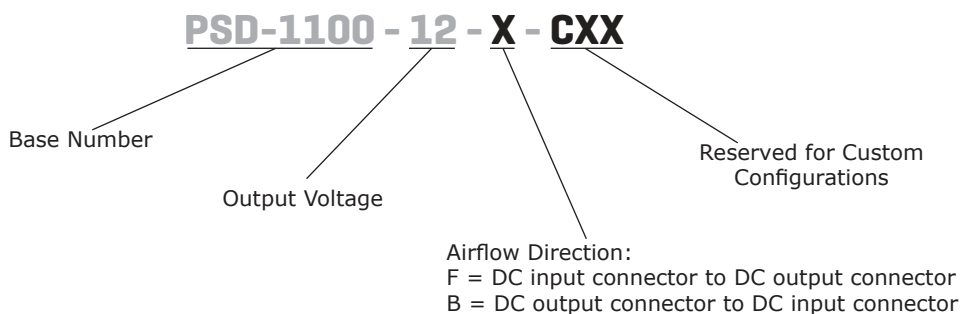 PSD-1100 - 12 - X - CXX
Base Number
Output Voltage
Reserved for Custom
Configurations
Airflow Direction:
F = DC input connector to DC output connector
B = DC output connector to DC input connector